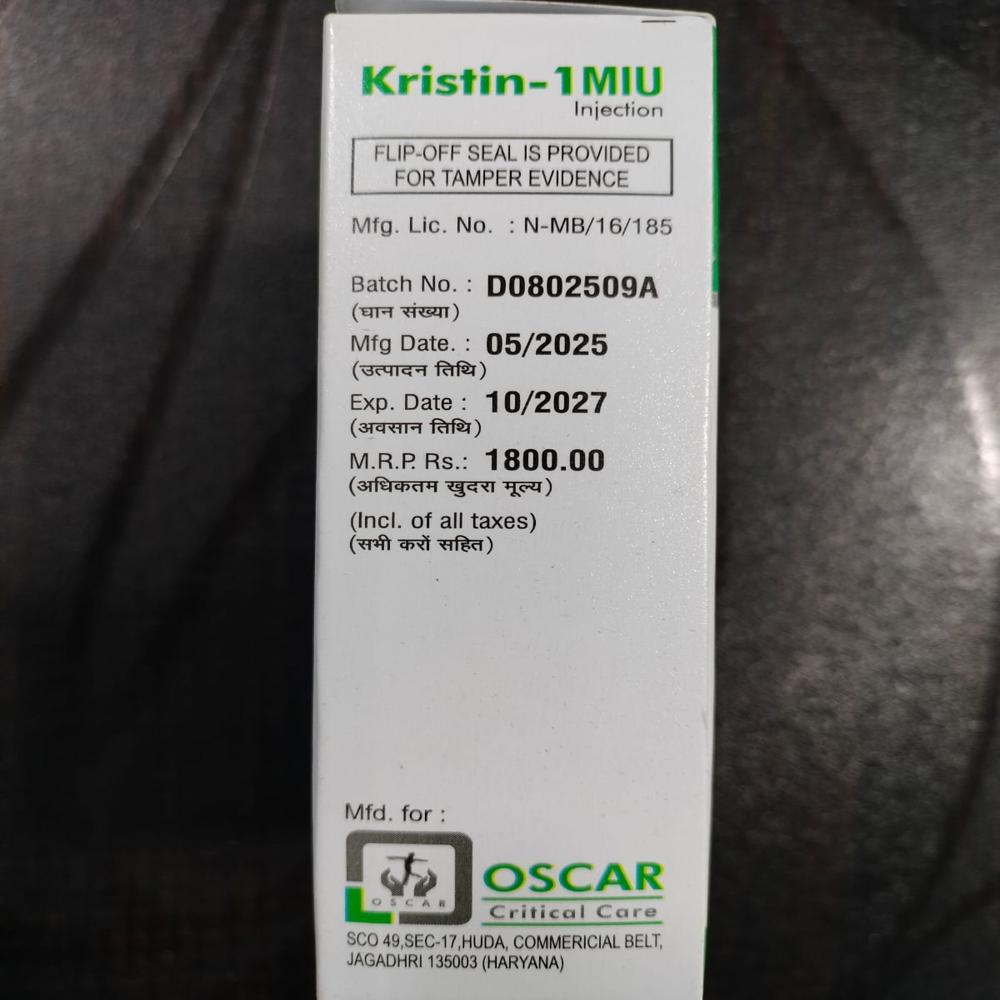 Kristin-1MIU
Injection
FLIP-OFF SEAL IS PROVIDED
FOR TAMPER EVIDENCE
Mfg. Lic. No. : N-MB/16/185
Batch No. : D0802509A
(घान संख्या)
Mfg Date. : 05/2025
(उत्पादन तिथि)
Exp. Date : 10/2027
(अवसान तिथि)
M.R.P. Rs.: 1800.00
(अधिकतम खुदरा मूल्य)
(Incl. of all taxes)
(सभी करों सहित)
Mfd. for :
OSCAR
OSCAR
Critical Care
SCO 49,SEC-17,HUDA, COMMERICIAL BELT,
JAGADHRI 135003 (HARYANA)